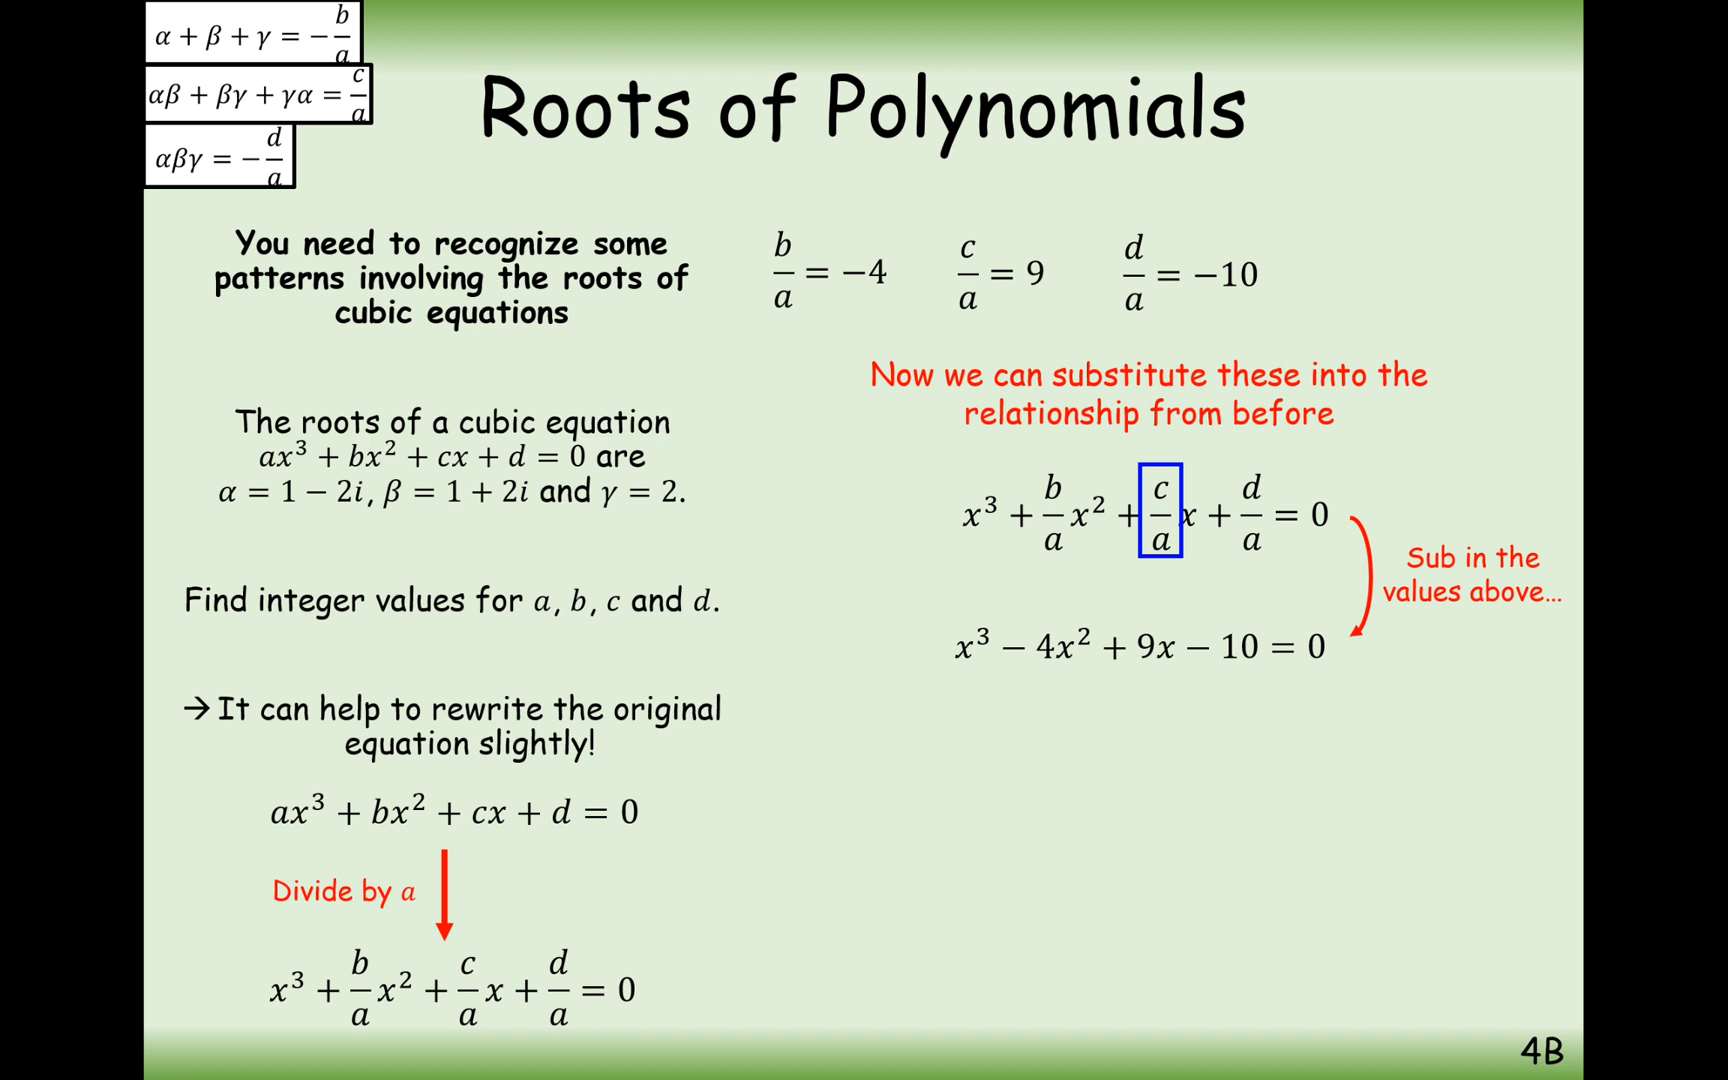 α + β + γ = −b/a
αβ + βγ + γα = c/a
αβγ = −d/a
Roots of Polynomials
You need to recognize some
patterns involving the roots of
cubic equations
The roots of a cubic equation
ax³ + bx² + cx + d = 0 are
α = 1 − 2i, β = 1 + 2i and γ = 2.
Find integer values for a, b, c and d.
→ It can help to rewrite the original
equation slightly!
ax³ + bx² + cx + d = 0
Divide by a
x³ + b/a x² + c/a x + d/a = 0
b/a = −4 c/a = 9 d/a = −10
Now we can substitute these into the
relationship from before
x³ + b/a x² + c/a x + d/a = 0
Sub in the
values above…
x³ − 4x² + 9x − 10 = 0
4B